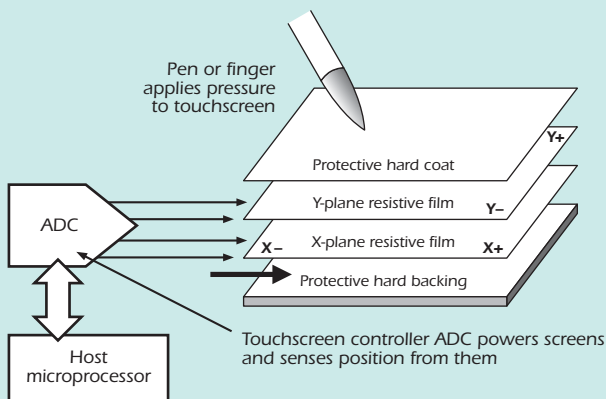 Pen or finger
applies pressure
to touchscreen
Y+
Protective hard coat
Y-plane resistive film
Y–
ADC
X–
X-plane resistive film
X+
Protective hard backing
Touchscreen controller ADC powers screens
and senses position from them
Host
microprocessor